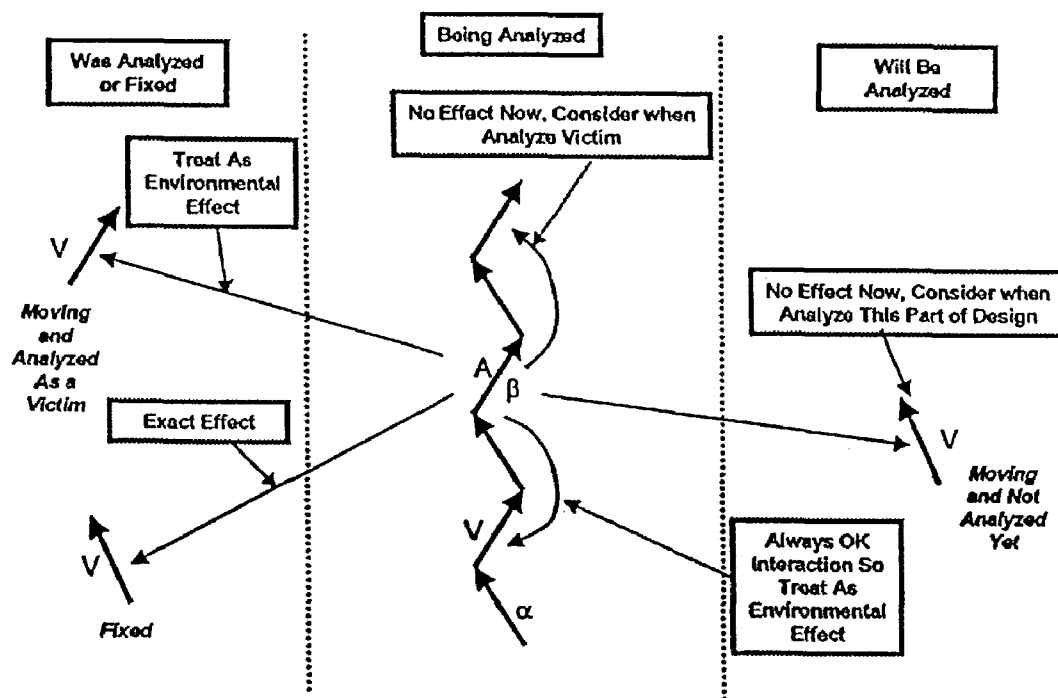 Being Analyzed
Was Analyzed
or Fixed
Will Be
Analyzed
No Effect Now, Consider when
Analyze Victim
Treat As
Environmental
Effect
V
Moving
and
Analyzed
As a
Victim
No Effect Now, Consider when
Analyze This Part of Design
A
β
Exact Effect
V
Moving
and Not
Analyzed
Yet
V
V
Always OK
Interaction So
Treat As
Environmental
Effect
α
Fixed